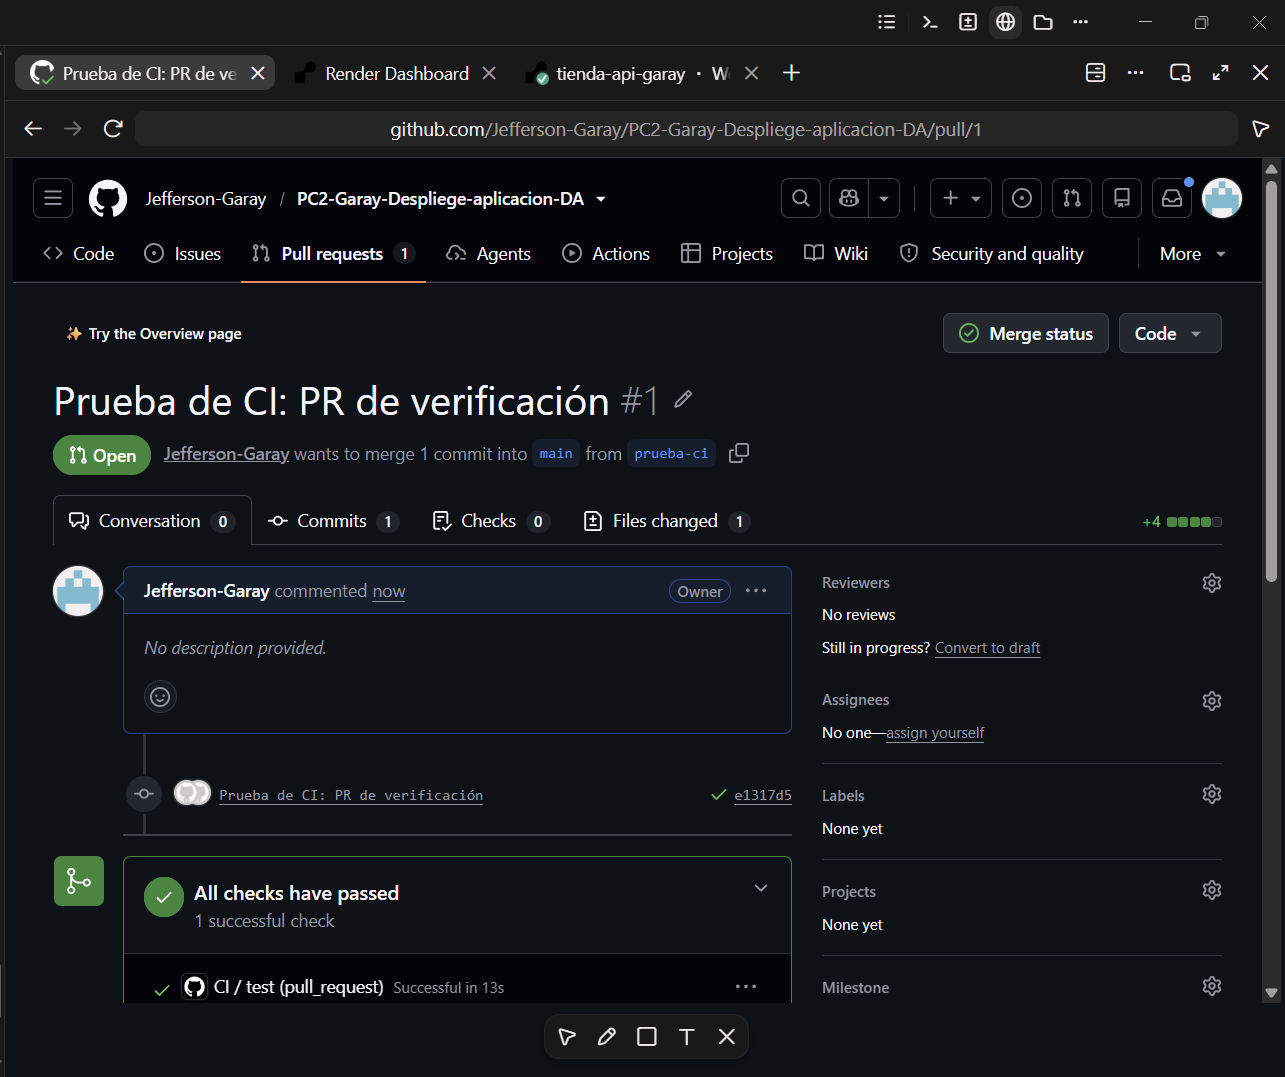 Prueba de CI: PR de ve
Render Dashboard
tienda-api-garay · W
github.com/Jefferson-Garay/PC2-Garay-Despliege-aplicacion-DA/pull/1
Jefferson-Garay / PC2-Garay-Despliege-aplicacion-DA
Code
Issues
Pull requests 1
Agents
Actions
Projects
Wiki
Security and quality
More
Try the Overview page
Merge status
Code
Prueba de CI: PR de verificación #1
Open
Jefferson-Garay wants to merge 1 commit into main from prueba-ci
Conversation 0
Commits 1
Checks 0
Files changed 1
+4
Jefferson-Garay commented now
Owner
No description provided.
Prueba de CI: PR de verificación
e1317d5
All checks have passed
1 successful check
CI / test (pull_request) Successful in 13s
Reviewers
No reviews
Still in progress? Convert to draft
Assignees
No one—assign yourself
Labels
None yet
Projects
None yet
Milestone
T